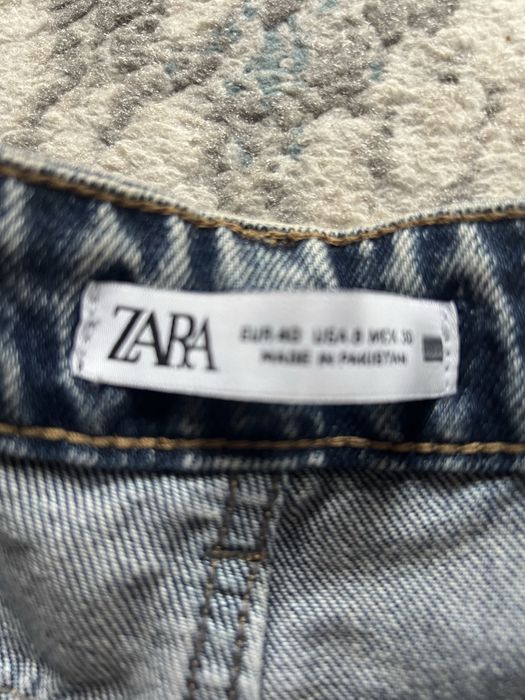 ZARA
EUR 40 USA 8 MEX 30
MADE IN PAKISTAN